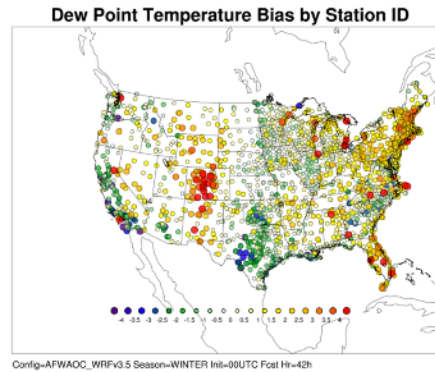 Dew Point Temperature Bias by Station ID
-4 -3.5 -3 -2.5 -2 -1.5 -1 -0.5 0 0.5 1 1.5 2 2.5 3 3.5 4
Config=AFWAOC_WRFv3.5 Season=WINTER Init=00UTC Fcst Hr=42h